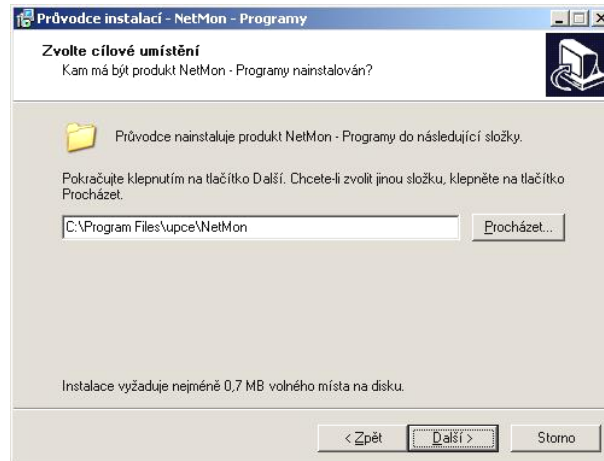 Průvodce instalací - NetMon - Programy
Zvolte cílové umístění
Kam má být produkt NetMon - Programy nainstalován?
Průvodce nainstaluje produkt NetMon - Programy do následující složky.
Pokračujte klepnutím na tlačítko Další. Chcete-li zvolit jinou složku, klepněte na tlačítko
Procházet.
C:\Program Files\upce\NetMon
Procházet...
Instalace vyžaduje nejméně 0,7 MB volného místa na disku.
< Zpět
Další >
Storno